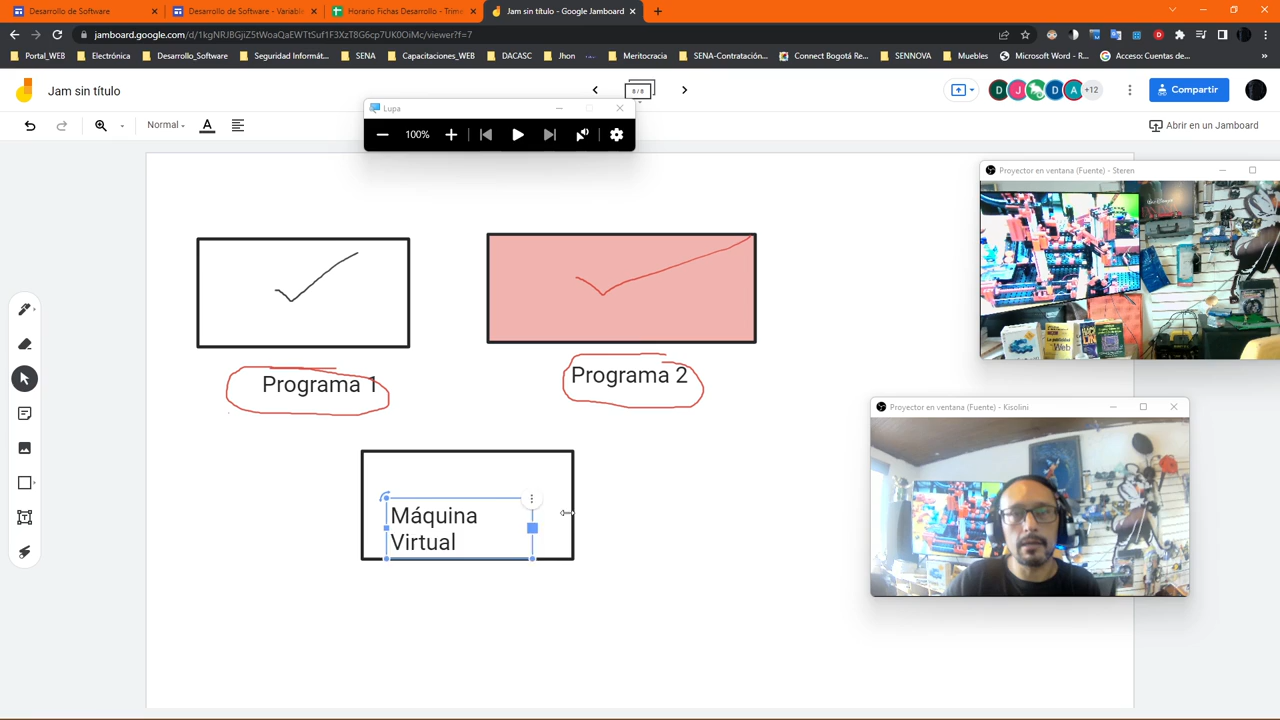 Desarrollo de Software
Desarrollo de Software - Variable
Horario Fichas Desarrollo - Trime
Jam sin título - Google Jamboard
jamboard.google.com/d/1kgNRJBGjiZ5tWoaQaEWTtSuf1F3XzT8G6cp7UK0OiMc/viewer?f=7
Portal_WEB
Electrónica
Desarrollo_Software
Seguridad Informát...
SENA
Capacitaciones_WEB
DACASC
Jhon
Meritocracia
SENA-Contratación...
Connect Bogotá Re...
SENNOVA
Muebles
Microsoft Word - R...
Acceso: Cuentas de...
Jam sin título
8 / 8
D
J
D
A
+12
Compartir
Lupa
100%
Normal
Abrir en un Jamboard
Proyector en ventana (Fuente) - Steren
Programa 1
Programa 2
Proyector en ventana (Fuente) - Kisolini
Máquina
Virtual